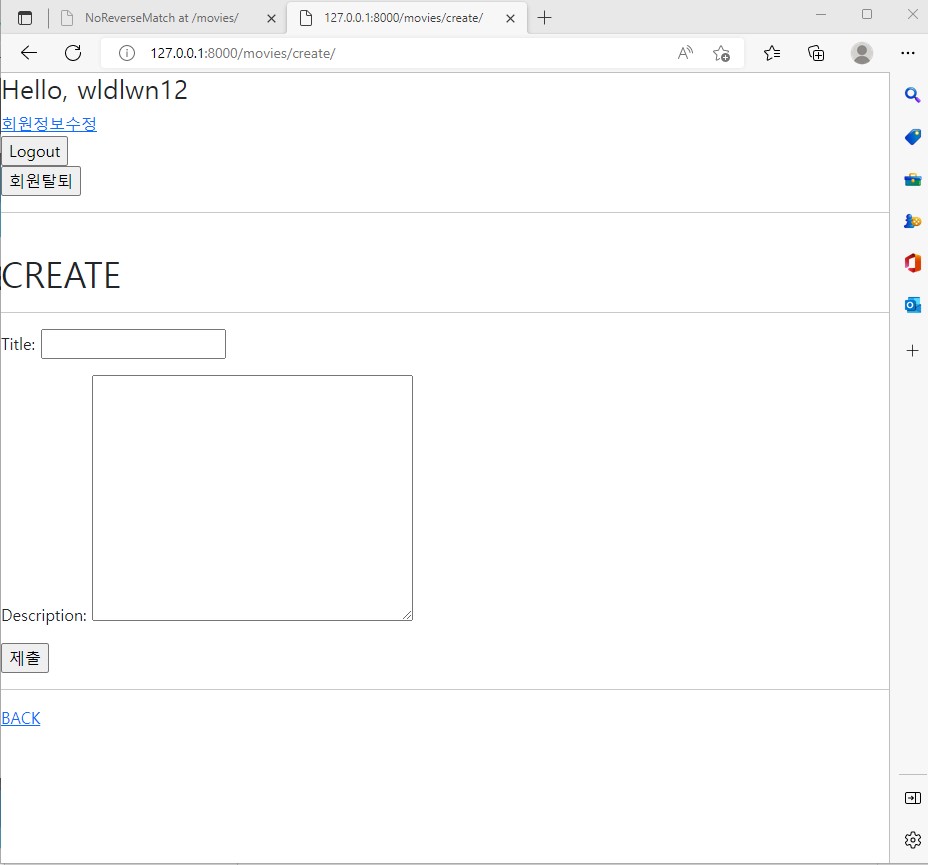 NoReverseMatch at /movies/
127.0.0.1:8000/movies/create/
127.0.0.1:8000/movies/create/
Hello, wldlwn12
회원정보수정
Logout
회원탈퇴
CREATE
Title:
Description:
제출
BACK